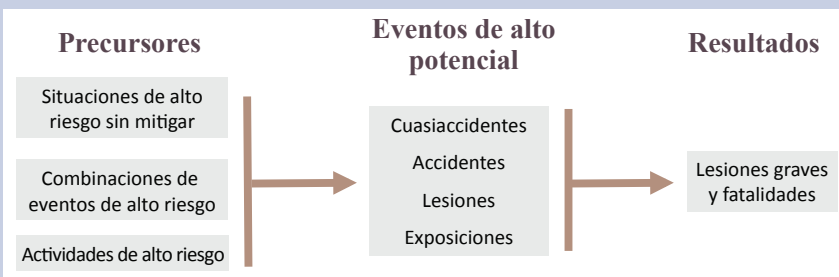 Precursores
Situaciones de alto
riesgo sin mitigar
Combinaciones de
eventos de alto riesgo
Actividades de alto riesgo
Eventos de alto
potencial
Cuasiaccidentes
Accidentes
Lesiones
Exposiciones
Resultados
Lesiones graves
y fatalidades